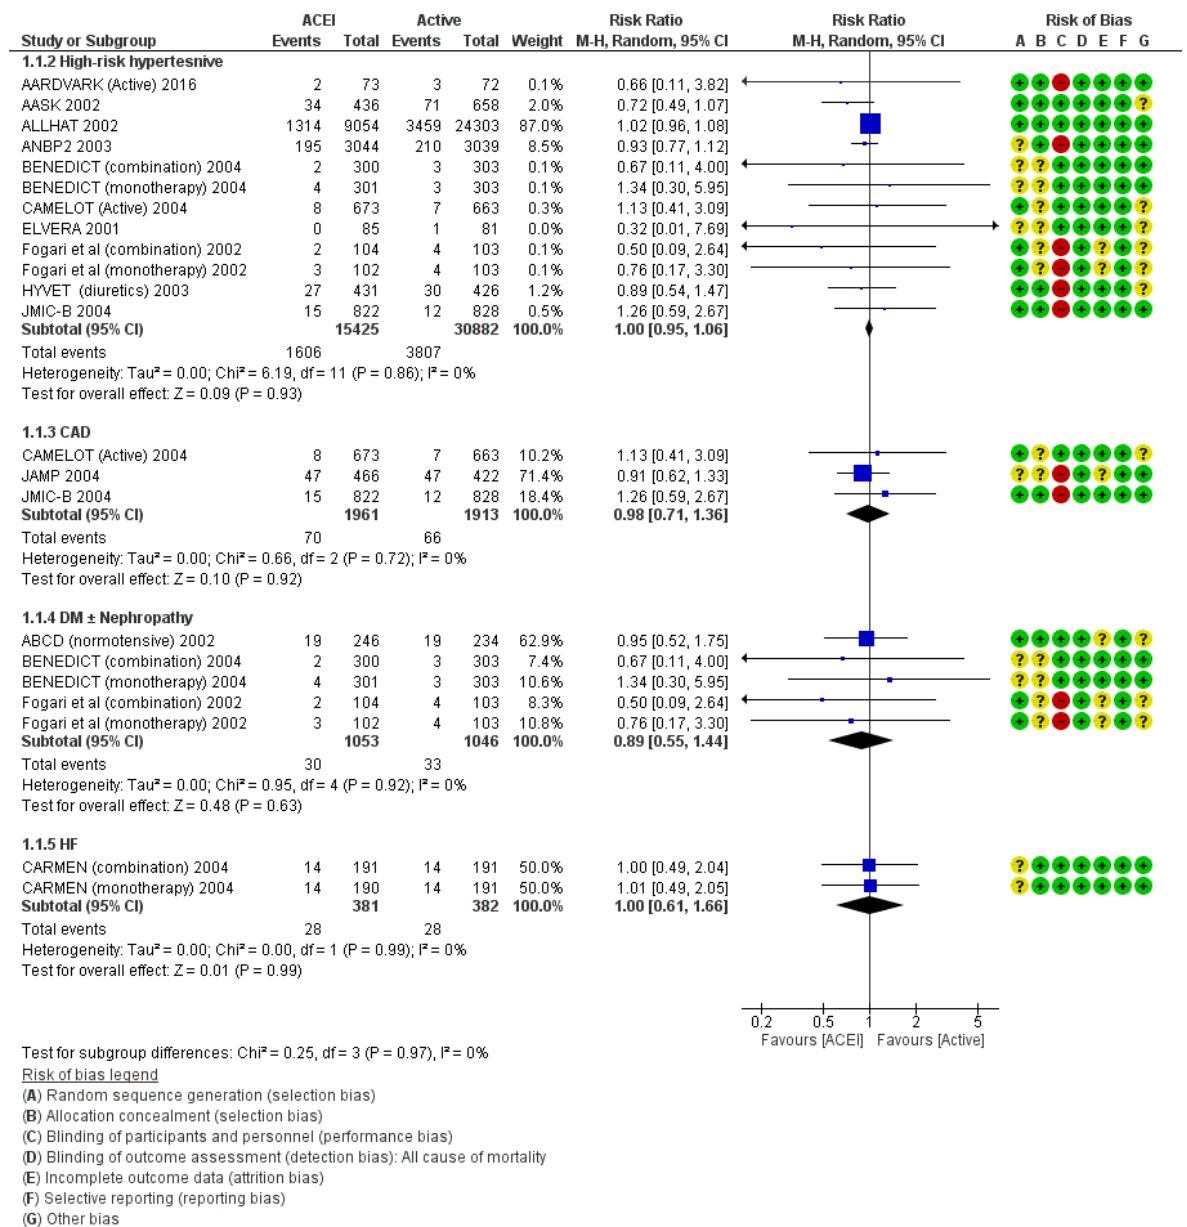 ACEI Active Risk Ratio Risk Ratio Risk of Bias
Study or Subgroup Events Total Events Total Weight M-H, Random, 95% CI M-H, Random, 95% CI A B C D E F G
1.1.2 High-risk hypertesnive
AARDVARK (Active) 2016 2 73 3 72 0.1% 0.66 [0.11, 3.82] + + - + + + +
AASK 2002 34 436 71 658 2.0% 0.72 [0.49, 1.07] + + + + + + ?
ALLHAT 2002 1314 9054 3459 24303 87.0% 1.02 [0.96, 1.08] + + + + + + +
ANBP2 2003 195 3044 210 3039 8.5% 0.93 [0.77, 1.12] ? + - + + + +
BENEDICT (combination) 2004 2 300 3 303 0.1% 0.67 [0.11, 4.00] ? ? + + + + +
BENEDICT (monotherapy) 2004 4 301 3 303 0.1% 1.34 [0.30, 5.95] ? ? + + + + +
CAMELOT (Active) 2004 8 673 7 663 0.3% 1.13 [0.41, 3.09] + ? + + + + ?
ELVERA 2001 0 85 1 81 0.0% 0.32 [0.01, 7.69] ? ? + + + + +
Fogari et al (combination) 2002 2 104 4 103 0.1% 0.50 [0.09, 2.64] + ? - + ? + ?
Fogari et al (monotherapy) 2002 3 102 4 103 0.1% 0.76 [0.17, 3.30] + ? - + ? + ?
HYVET (diuretics) 2003 27 431 30 426 1.2% 0.89 [0.54, 1.47] + + - + + + ?
JMIC-B 2004 15 822 12 828 0.5% 1.26 [0.59, 2.67] + + - + + + +
Subtotal (95% CI) 15425 30882 100.0% 1.00 [0.95, 1.06]
Total events 1606 3807
Heterogeneity: Tau² = 0.00; Chi² = 6.19, df = 11 (P = 0.86); I² = 0%
Test for overall effect: Z = 0.09 (P = 0.93)
1.1.3 CAD
CAMELOT (Active) 2004 8 673 7 663 10.2% 1.13 [0.41, 3.09] + ? + + + + ?
JAMP 2004 47 466 47 422 71.4% 0.91 [0.62, 1.33] ? ? - + ? + +
JMIC-B 2004 15 822 12 828 18.4% 1.26 [0.59, 2.67] + + - + + + +
Subtotal (95% CI) 1961 1913 100.0% 0.98 [0.71, 1.36]
Total events 70 66
Heterogeneity: Tau² = 0.00; Chi² = 0.66, df = 2 (P = 0.72); I² = 0%
Test for overall effect: Z = 0.10 (P = 0.92)
1.1.4 DM ± Nephropathy
ABCD (normotensive) 2002 19 246 19 234 62.9% 0.95 [0.52, 1.75] + + + + ? + ?
BENEDICT (combination) 2004 2 300 3 303 7.4% 0.67 [0.11, 4.00] ? ? + + + + +
BENEDICT (monotherapy) 2004 4 301 3 303 10.6% 1.34 [0.30, 5.95] ? ? + + + + +
Fogari et al (combination) 2002 2 104 4 103 8.3% 0.50 [0.09, 2.64] + ? - + ? + ?
Fogari et al (monotherapy) 2002 3 102 4 103 10.8% 0.76 [0.17, 3.30] + ? - + ? + ?
Subtotal (95% CI) 1053 1046 100.0% 0.89 [0.55, 1.44]
Total events 30 33
Heterogeneity: Tau² = 0.00; Chi² = 0.95, df = 4 (P = 0.92); I² = 0%
Test for overall effect: Z = 0.48 (P = 0.63)
1.1.5 HF
CARMEN (combination) 2004 14 191 14 191 50.0% 1.00 [0.49, 2.04] ? + + + + + +
CARMEN (monotherapy) 2004 14 190 14 191 50.0% 1.01 [0.49, 2.05] ? + + + + + +
Subtotal (95% CI) 381 382 100.0% 1.00 [0.61, 1.66]
Total events 28 28
Heterogeneity: Tau² = 0.00; Chi² = 0.00, df = 1 (P = 0.99); I² = 0%
Test for overall effect: Z = 0.01 (P = 0.99)
0.2 0.5 1 2 5
Favours [ACEI] Favours [Active]
Test for subgroup differences: Chi² = 0.25, df = 3 (P = 0.97), I² = 0%
Risk of bias legend
(A) Random sequence generation (selection bias)
(B) Allocation concealment (selection bias)
(C) Blinding of participants and personnel (performance bias)
(D) Blinding of outcome assessment (detection bias): All cause of mortality
(E) Incomplete outcome data (attrition bias)
(F) Selective reporting (reporting bias)
(G) Other bias